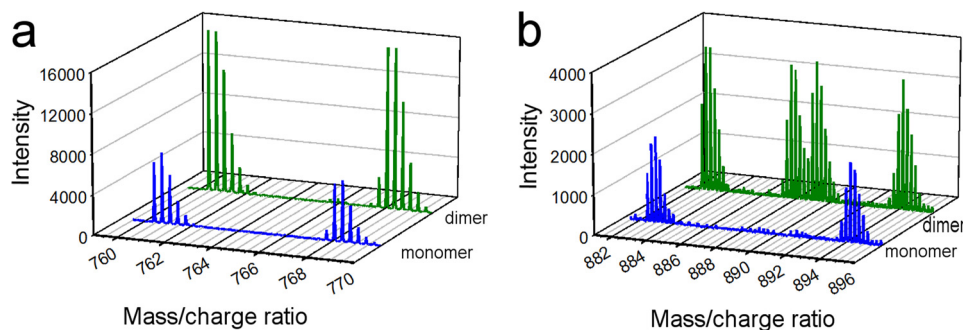 a
Intensity
16000
12000
8000
4000
0
760
762
764
766
768
770
dimer
monomer
Mass/charge ratio
b
Intensity
4000
3000
2000
1000
0
882
884
886
888
890
892
894
896
dimer
monomer
Mass/charge ratio